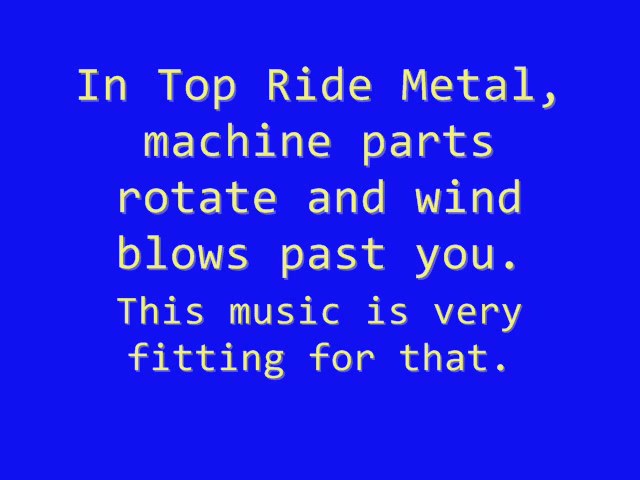 In Top Ride Metal,
machine parts
rotate and wind
blows past you.
This music is very
fitting for that.